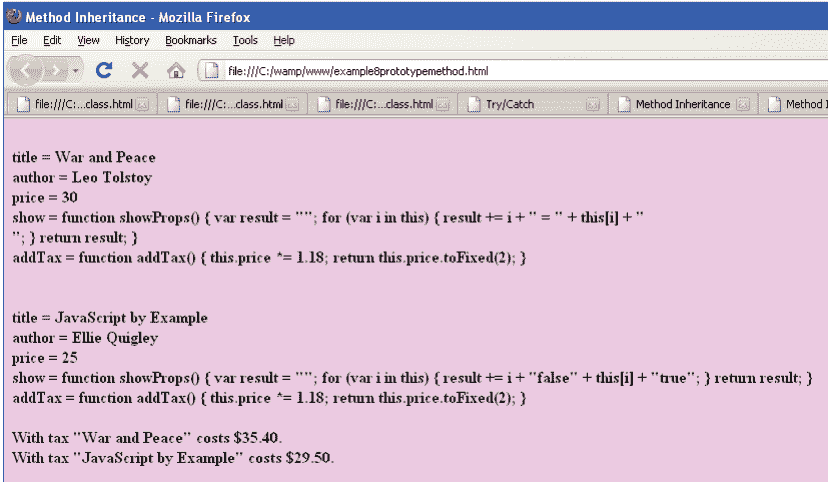 Method Inheritance - Mozilla Firefox
File Edit View History Bookmarks Tools Help
file:///C:/wamp/www/example8prototypemethod.html
file:///C:...class.html file:///C:...class.html file:///C:...class.html Try/Catch Method Inheritance Method I
title = War and Peace
author = Leo Tolstoy
price = 30
show = function showProps() { var result = ""; for (var i in this) { result += i + " = " + this[i] + "
"; } return result; }
addTax = function addTax() { this.price *= 1.18; return this.price.toFixed(2); }
title = JavaScript by Example
author = Ellie Quigley
price = 25
show = function showProps() { var result = ""; for (var i in this) { result += i + "false" + this[i] + "true"; } return result; }
addTax = function addTax() { this.price *= 1.18; return this.price.toFixed(2); }
With tax "War and Peace" costs $35.40.
With tax "JavaScript by Example" costs $29.50.